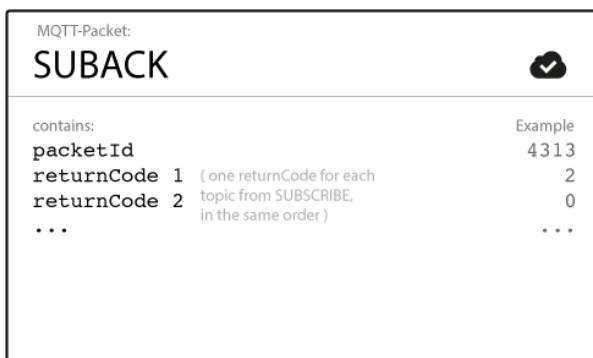 MQTT-Packet:
SUBACK
contains: Example
packetId 4313
returnCode 1 ( one returnCode for each 2
returnCode 2 topic from SUBSCRIBE, 0
in the same order )
... ...